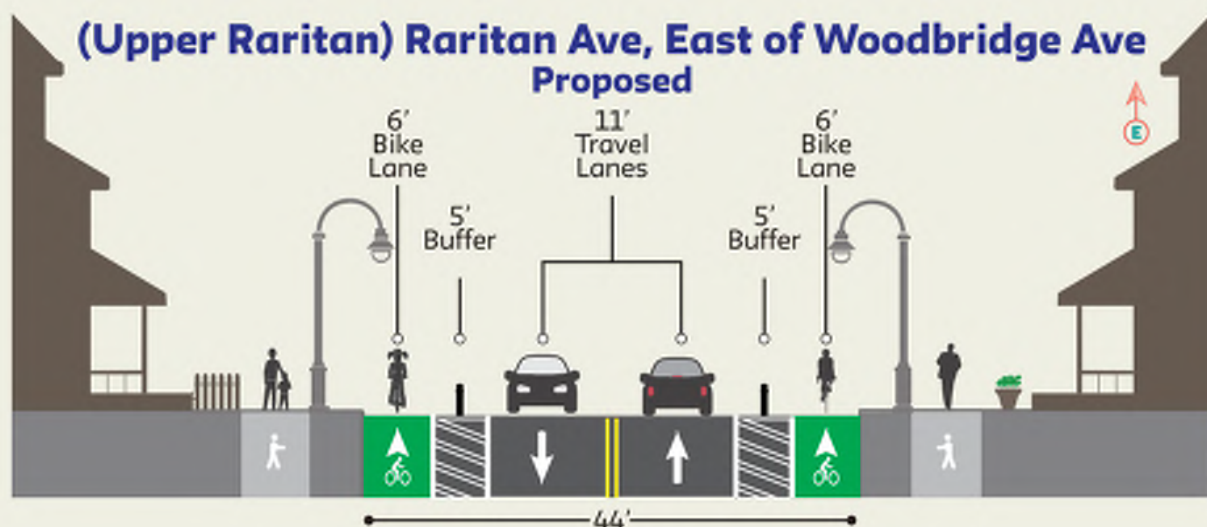 (Upper Raritan) Raritan Ave, East of Woodbridge Ave
Proposed
E
6'
Bike
Lane
11'
Travel
Lanes
6'
Bike
Lane
5'
Buffer
5'
Buffer
44'